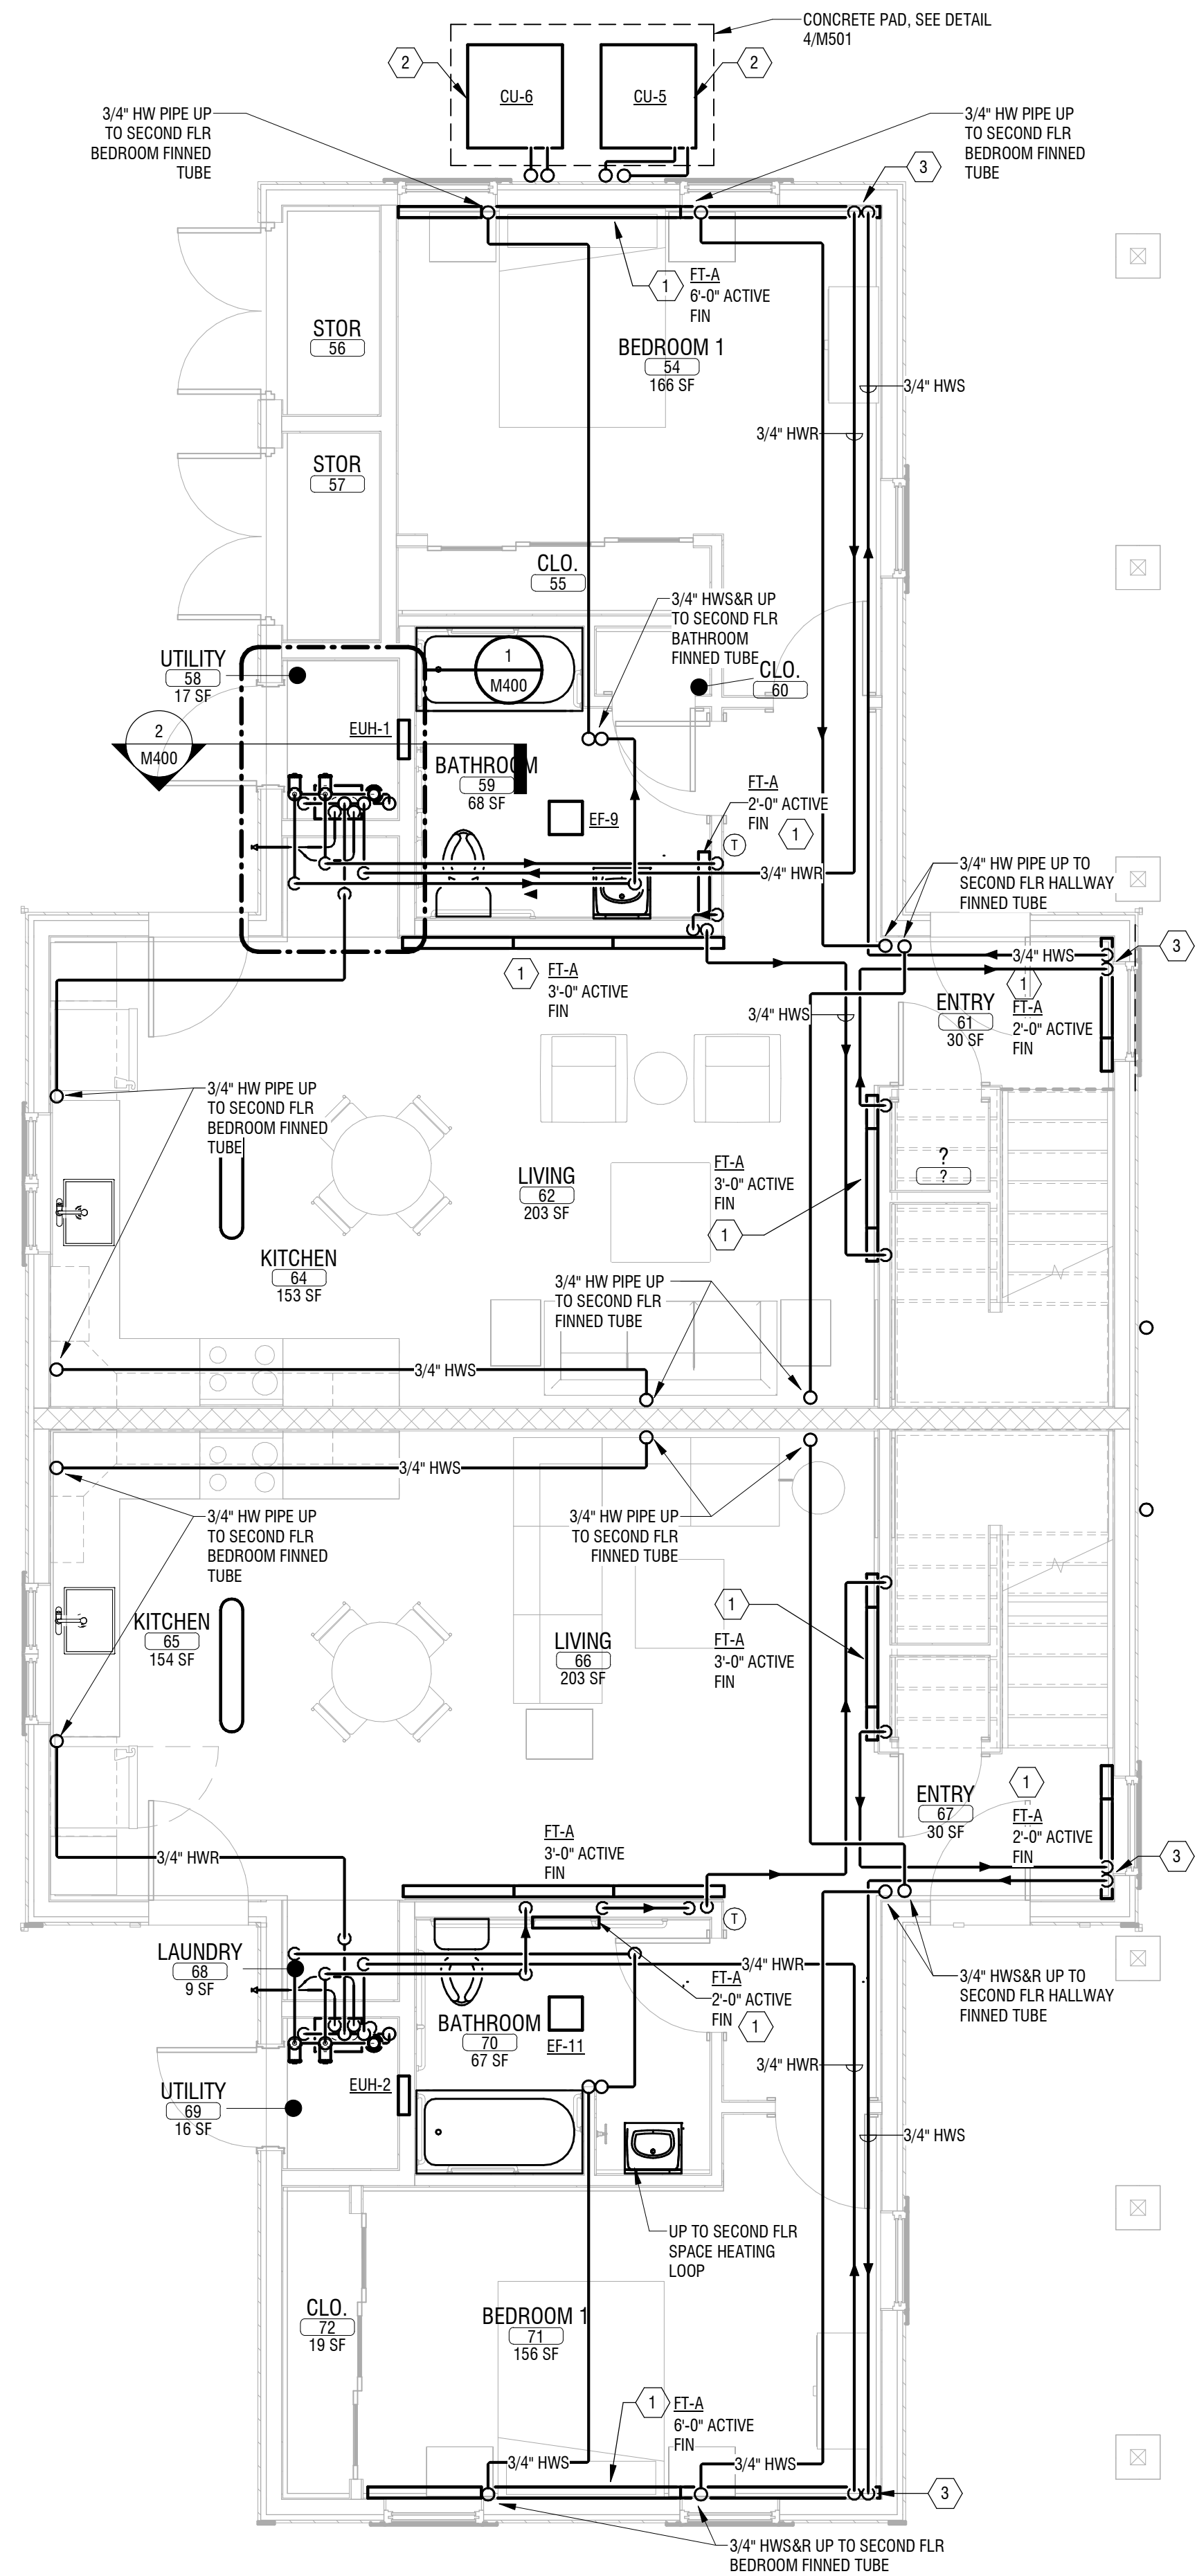 CONCRETE PAD, SEE DETAIL
4/M501
2
2
CU-6
CU-5
3/4" HW PIPE UP
TO SECOND FLR
BEDROOM FINNED
TUBE
3/4" HW PIPE UP
TO SECOND FLR
BEDROOM FINNED
TUBE
3
1
FT-A
6'-0" ACTIVE
FIN
STOR
56
BEDROOM 1
54
166 SF
3/4" HWS
3/4" HWR
STOR
57
CLO.
55
3/4" HWS&R UP
TO SECOND FLR
BATHROOM
FINNED TUBE
UTILITY
58
17 SF
1
M400
CLO.
60
2
M400
EUH-1
BATHROOM
59
68 SF
EF-9
FT-A
2'-0" ACTIVE
FIN
1
T
3/4" HWR
3/4" HW PIPE UP TO
SECOND FLR HALLWAY
FINNED TUBE
3
3/4" HWS
1
FT-A
3'-0" ACTIVE
FIN
1
ENTRY
61
30 SF
FT-A
2'-0" ACTIVE
FIN
3/4" HWS
3/4" HW PIPE UP
TO SECOND FLR
BEDROOM FINNED
TUBE
?
?
LIVING
62
203 SF
FT-A
3'-0" ACTIVE
FIN
1
KITCHEN
64
153 SF
3/4" HW PIPE UP
TO SECOND FLR
FINNED TUBE
3/4" HWS
3/4" HWS
3/4" HW PIPE UP
TO SECOND FLR
BEDROOM FINNED
TUBE
3/4" HW PIPE UP
TO SECOND FLR
FINNED TUBE
KITCHEN
65
154 SF
LIVING
66
203 SF
1
FT-A
3'-0" ACTIVE
FIN
ENTRY
67
30 SF
1
FT-A
2'-0" ACTIVE
FIN
FT-A
3'-0" ACTIVE
FIN
3/4" HWR
3
T
LAUNDRY
68
9 SF
3/4" HWR
FT-A
2'-0" ACTIVE
FIN
1
3/4" HWS&R UP TO
SECOND FLR HALLWAY
FINNED TUBE
BATHROOM
70
67 SF
EF-11
3/4" HWR
EUH-2
UTILITY
69
16 SF
3/4" HWS
UP TO SECOND FLR
SPACE HEATING
LOOP
CLO.
72
19 SF
BEDROOM 1
71
156 SF
1
FT-A
6'-0" ACTIVE
FIN
3/4" HWS
3/4" HWS
3
3/4" HWS&R UP TO SECOND FLR
BEDROOM FINNED TUBE